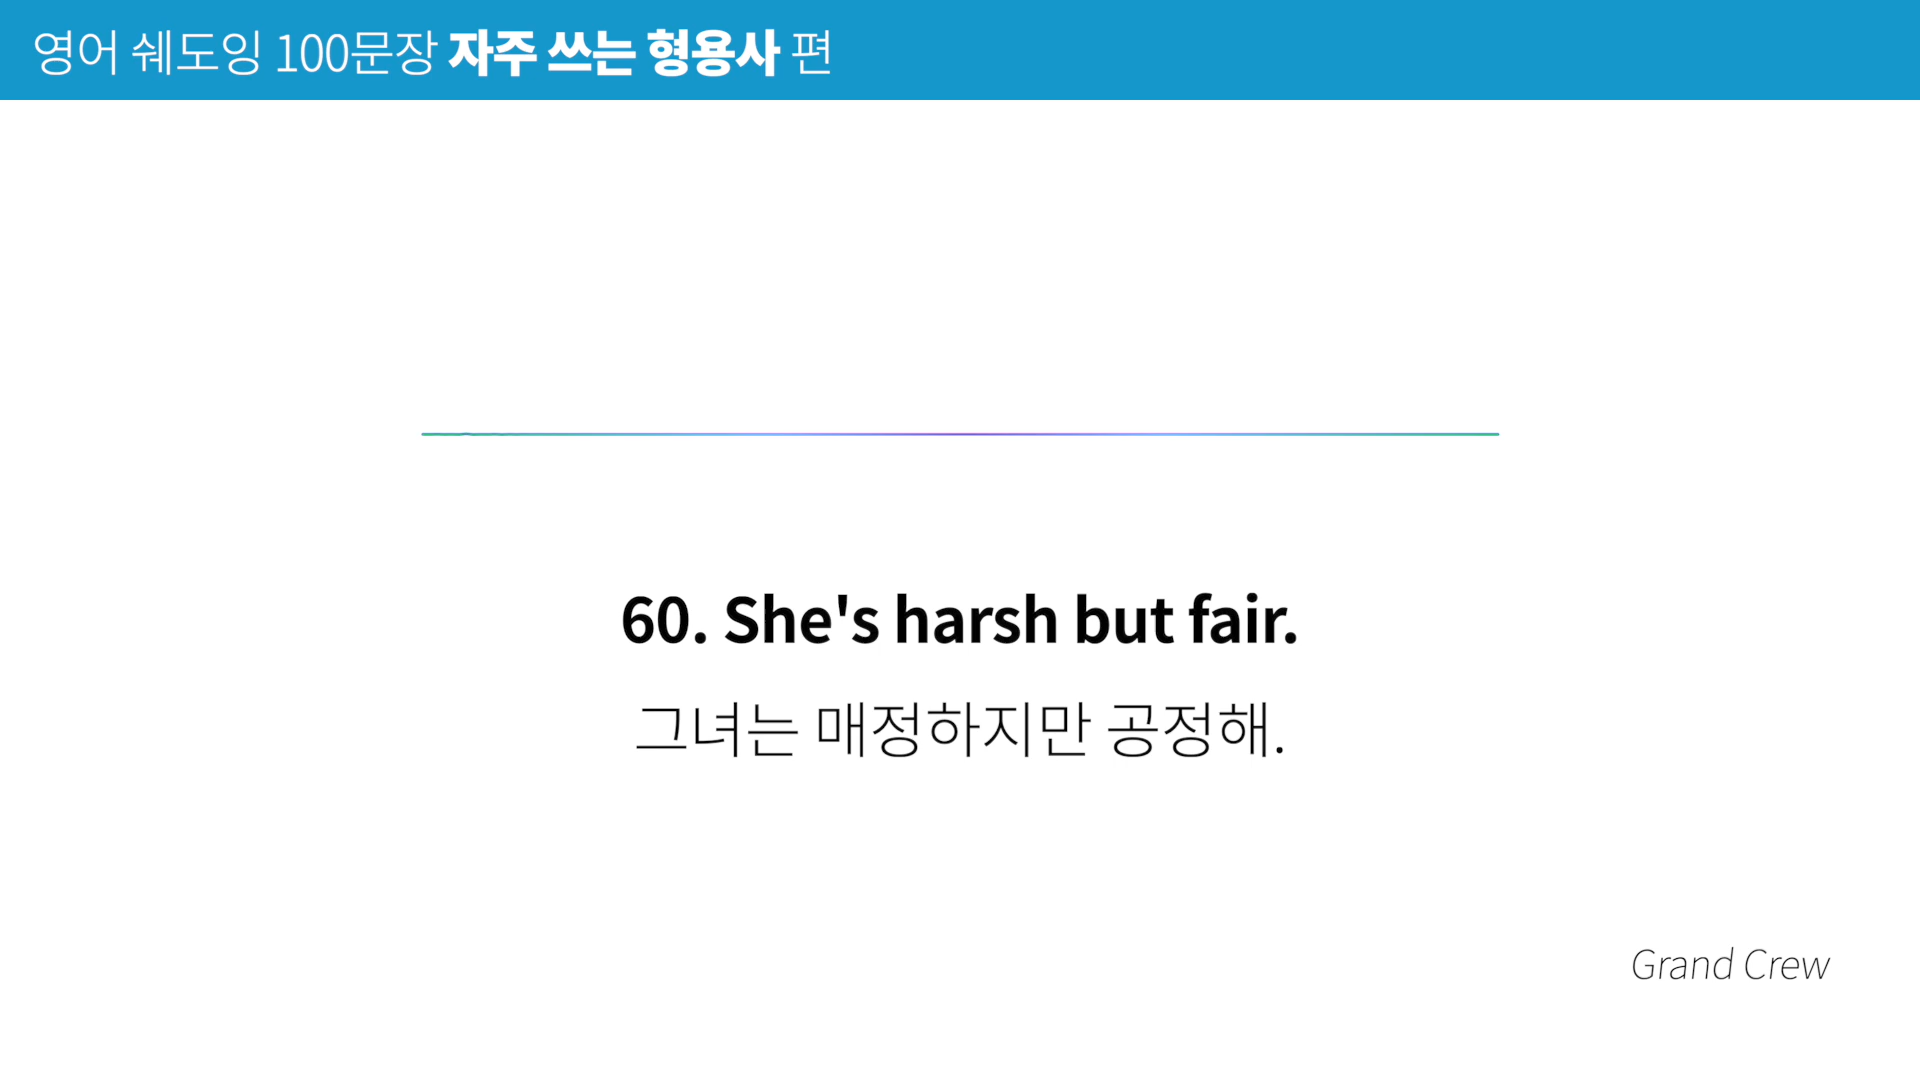 영어 쉐도잉 100문장 자주 쓰는 형용사 편
60. She's harsh but fair.
그녀는 매정하지만 공정해.
Grand Crew